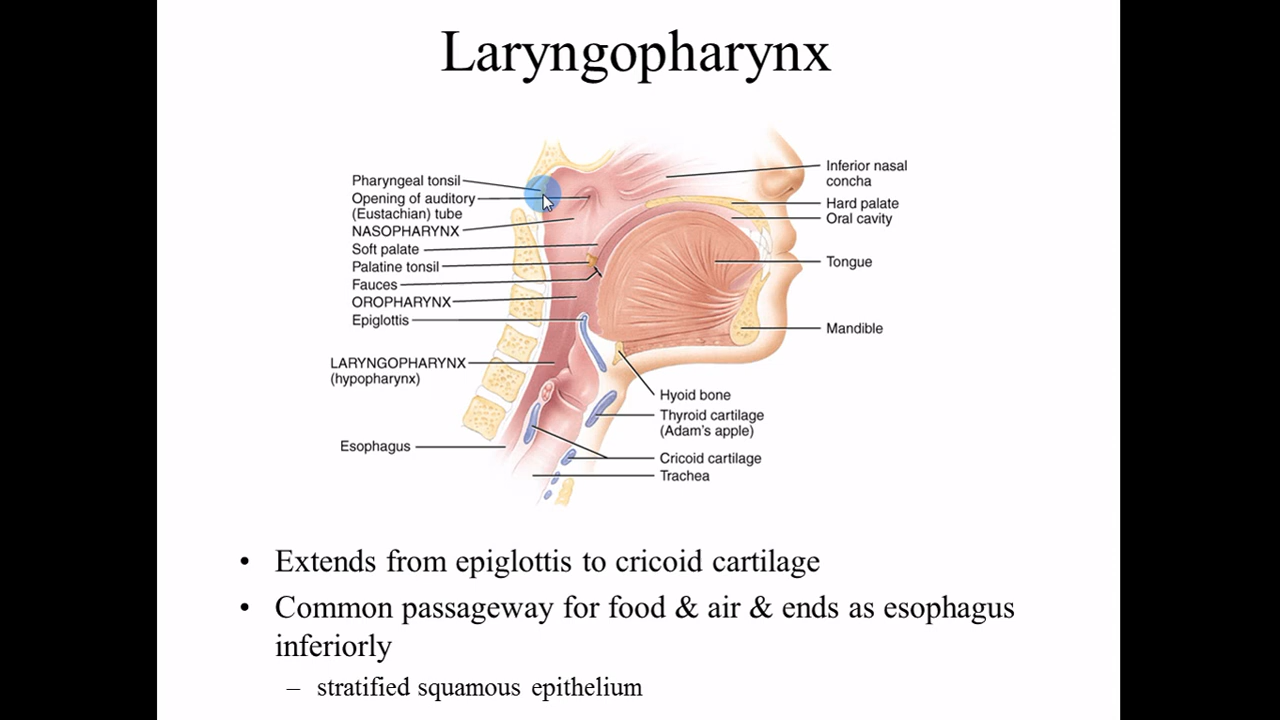 Laryngopharynx
Pharyngeal tonsil
Opening of auditory
(Eustachian) tube
NASOPHARYNX
Soft palate
Palatine tonsil
Fauces
OROPHARYNX
Epiglottis
LARYNGOPHARYNX
(hypopharynx)
Esophagus
Inferior nasal
concha
Hard palate
Oral cavity
Tongue
Mandible
Hyoid bone
Thyroid cartilage
(Adam's apple)
Cricoid cartilage
Trachea
• Extends from epiglottis to cricoid cartilage
• Common passageway for food & air & ends as esophagus
inferiorly
– stratified squamous epithelium